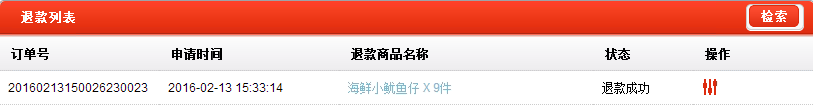 退款列表 检索
订单号 申请时间 退款商品名称 状态 操作
20160213150026230023 2016-02-13 15:33:14 海鲜小鱿鱼仔 X 9件 退款成功